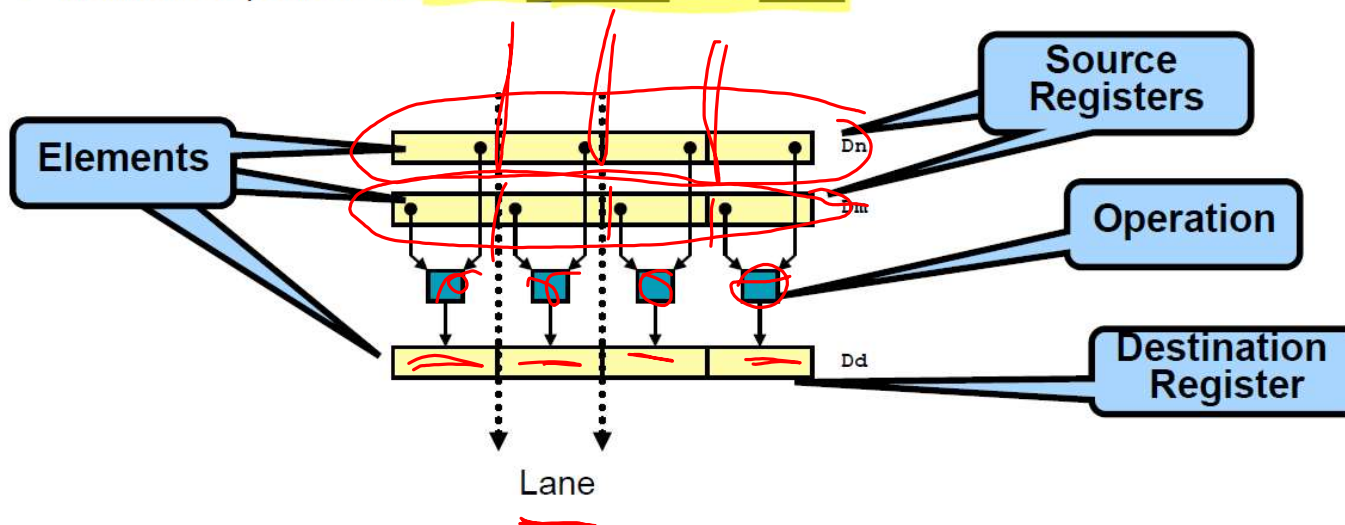 Source
Registers
Elements
Dn
Dm
Operation
Dd
Destination
Register
Lane